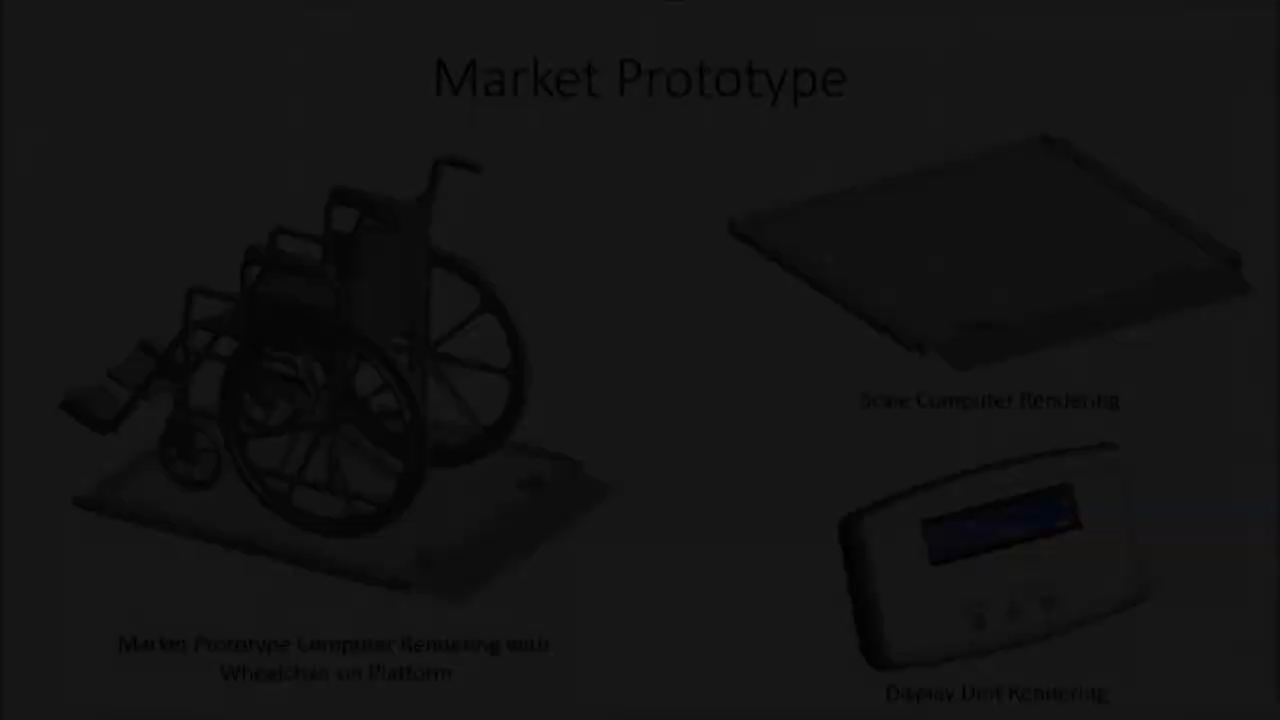 Market Prototype
Scale Computer Rendering
Market Prototype Computer Rendering with
Wheelchair on Platform
Display Unit Rendering